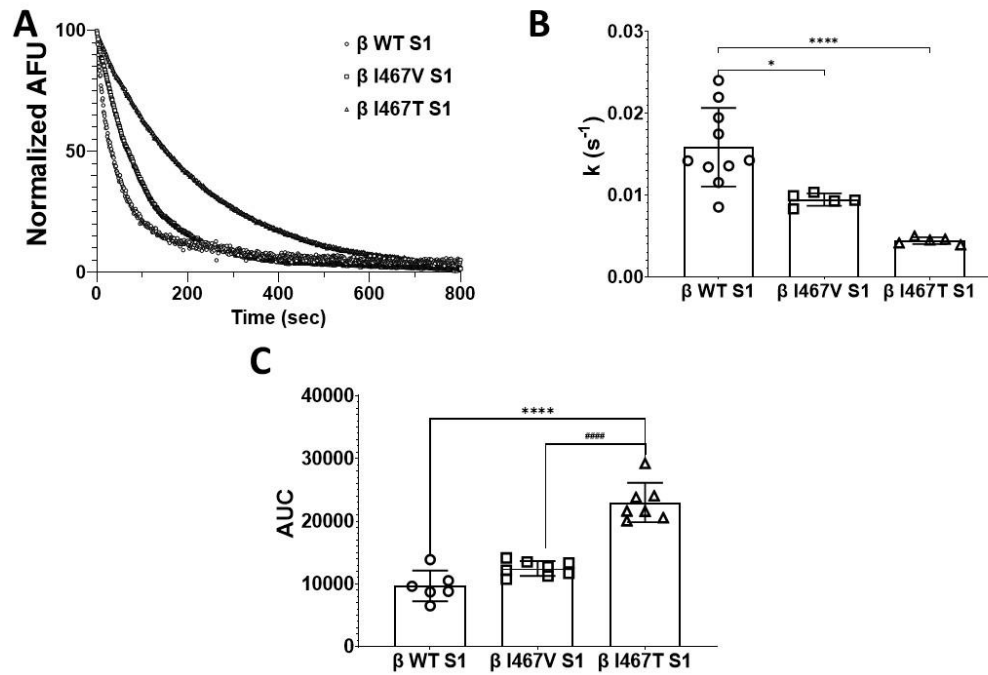 A
Normalized AFU
100
50
0
0
200
400
600
800
Time (sec)
○ β WT S1
□ β I467V S1
△ β I467T S1
B
k (s⁻¹)
0.03
0.02
0.01
0.00
****
*
β WT S1
β I467V S1
β I467T S1
C
AUC
40000
30000
20000
10000
0
****
####
β WT S1
β I467V S1
β I467T S1